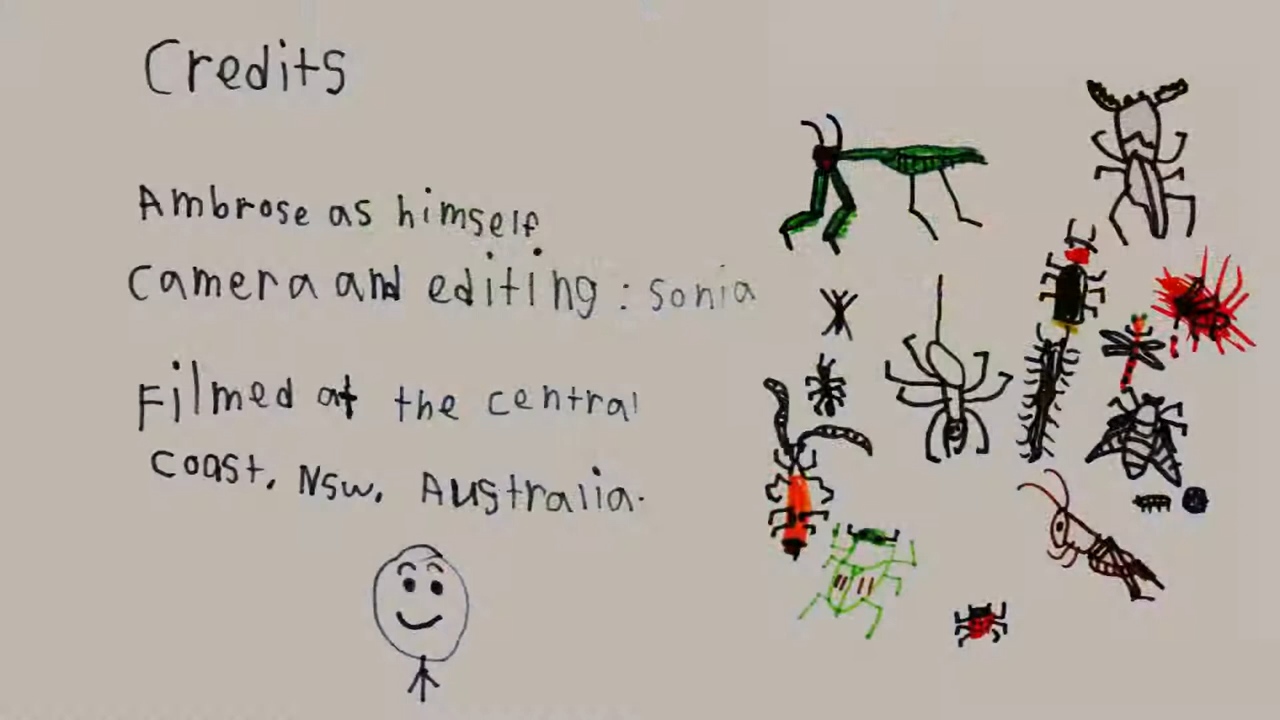 Credits
Ambrose as himself
camera and editing : sonia
Filmed at the central
coast, Nsw, Australia.